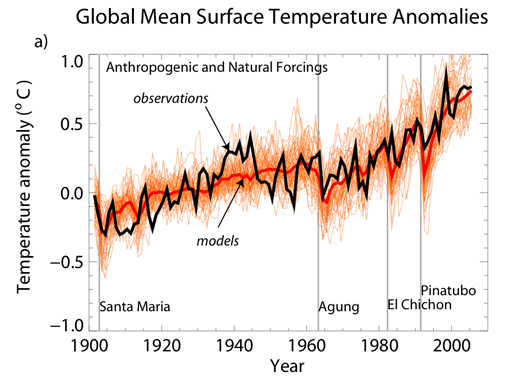 Global Mean Surface Temperature Anomalies
a)
1.0
Anthropogenic and Natural Forcings
observations
0.5
Temperature anomaly (° C)
0.0
models
−0.5
Pinatubo
Santa Maria
Agung
El Chichon
−1.0
1900 1920 1940 1960 1980 2000
Year